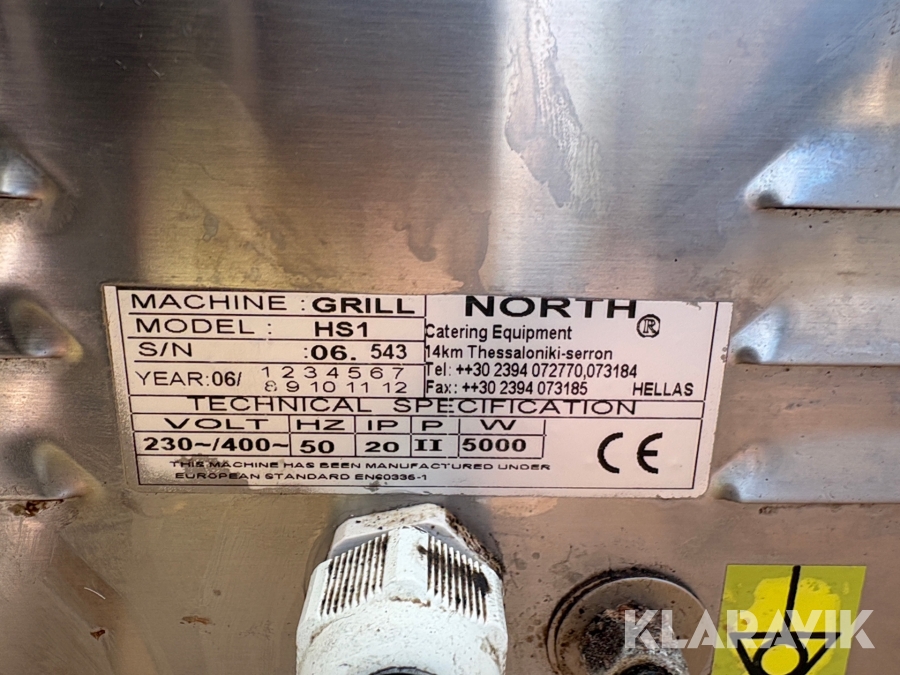 MACHINE : GRILL
NORTH ®
MODEL : HS1
Catering Equipment
S/N :06. 543
14km Thessaloniki-serron
YEAR:06/ 1 2 3 4 5 6 7
8 9 10 11 12
Tel: ++30 2394 072770,073184
Fax: ++30 2394 073185 HELLAS
TECHNICAL SPECIFICATION
VOLT HZ IP P W
230~/400~ 50 20 II 5000
CE
THIS MACHINE HAS BEEN MANUFACTURED UNDER
EUROPEAN STANDARD EN60335-1
KLARAVIK